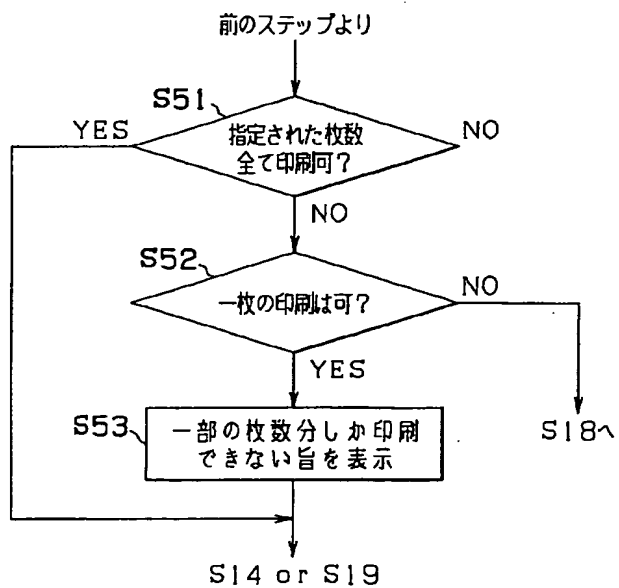 前のステップより
S51
YES
指定された枚数
全て印刷可?
NO
NO
S52
一枚の印刷は可?
NO
YES
S53
一部の枚数分しか印刷
できない旨を表示
S18へ
S14 or S19